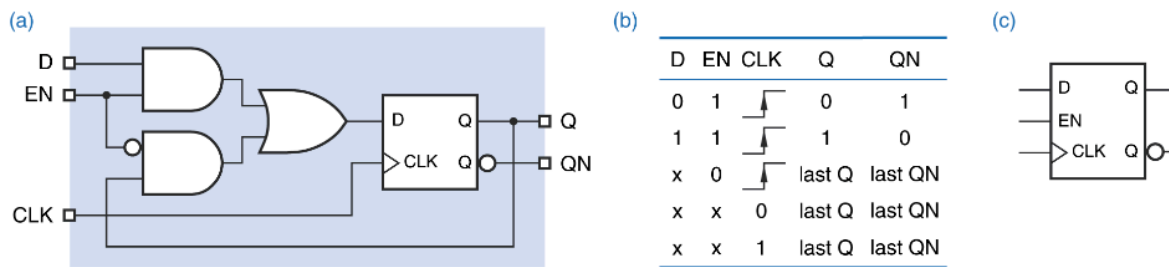 (a)
D
EN
CLK
D
CLK
Q
Q
Q
QN
(b)
D EN CLK Q QN
0 1 0 1
1 1 1 0
x 0 last Q last QN
x x 0 last Q last QN
x x 1 last Q last QN
(c)
D Q
EN
CLK Q